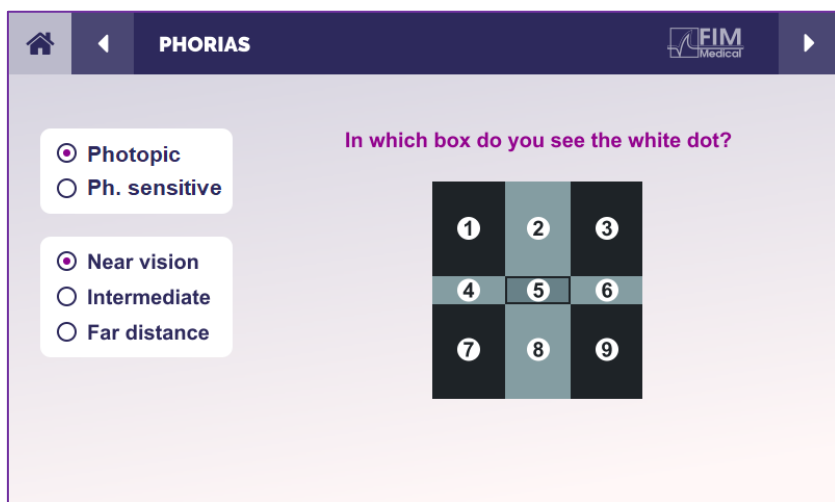 PHORIAS
FIM
Medical
Photopic
Ph. sensitive
Near vision
Intermediate
Far distance
In which box do you see the white dot?
1 2 3
4 5 6
7 8 9